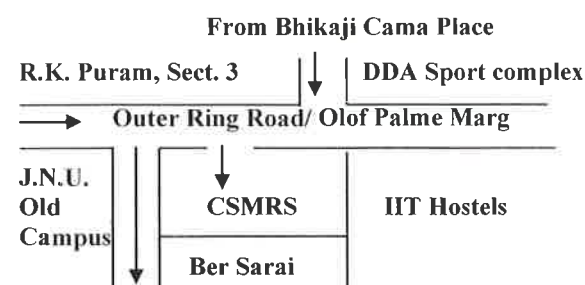 From Bhikaji Cama Place
R.K. Puram, Sect. 3
DDA Sport complex
Outer Ring Road/ Olof Palme Marg
J.N.U.
Old
Campus
CSMRS
IIT Hostels
Ber Sarai